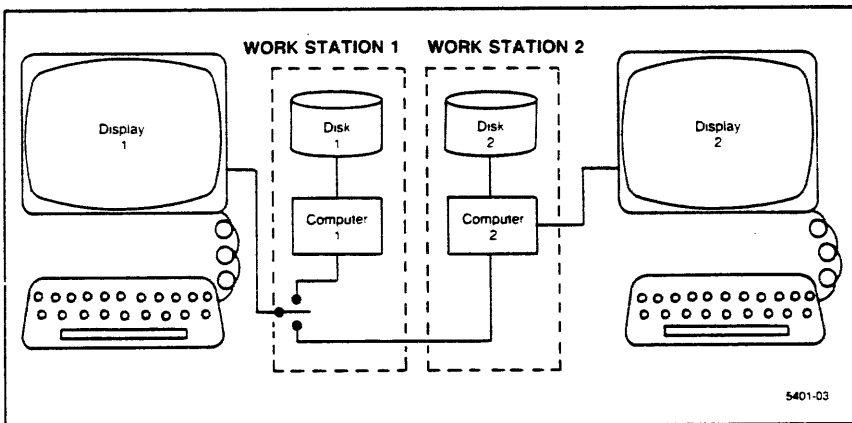 WORK STATION 1 WORK STATION 2
Display
1
Disk
1
Computer
1
Disk
2
Computer
2
Display
2
5401-03